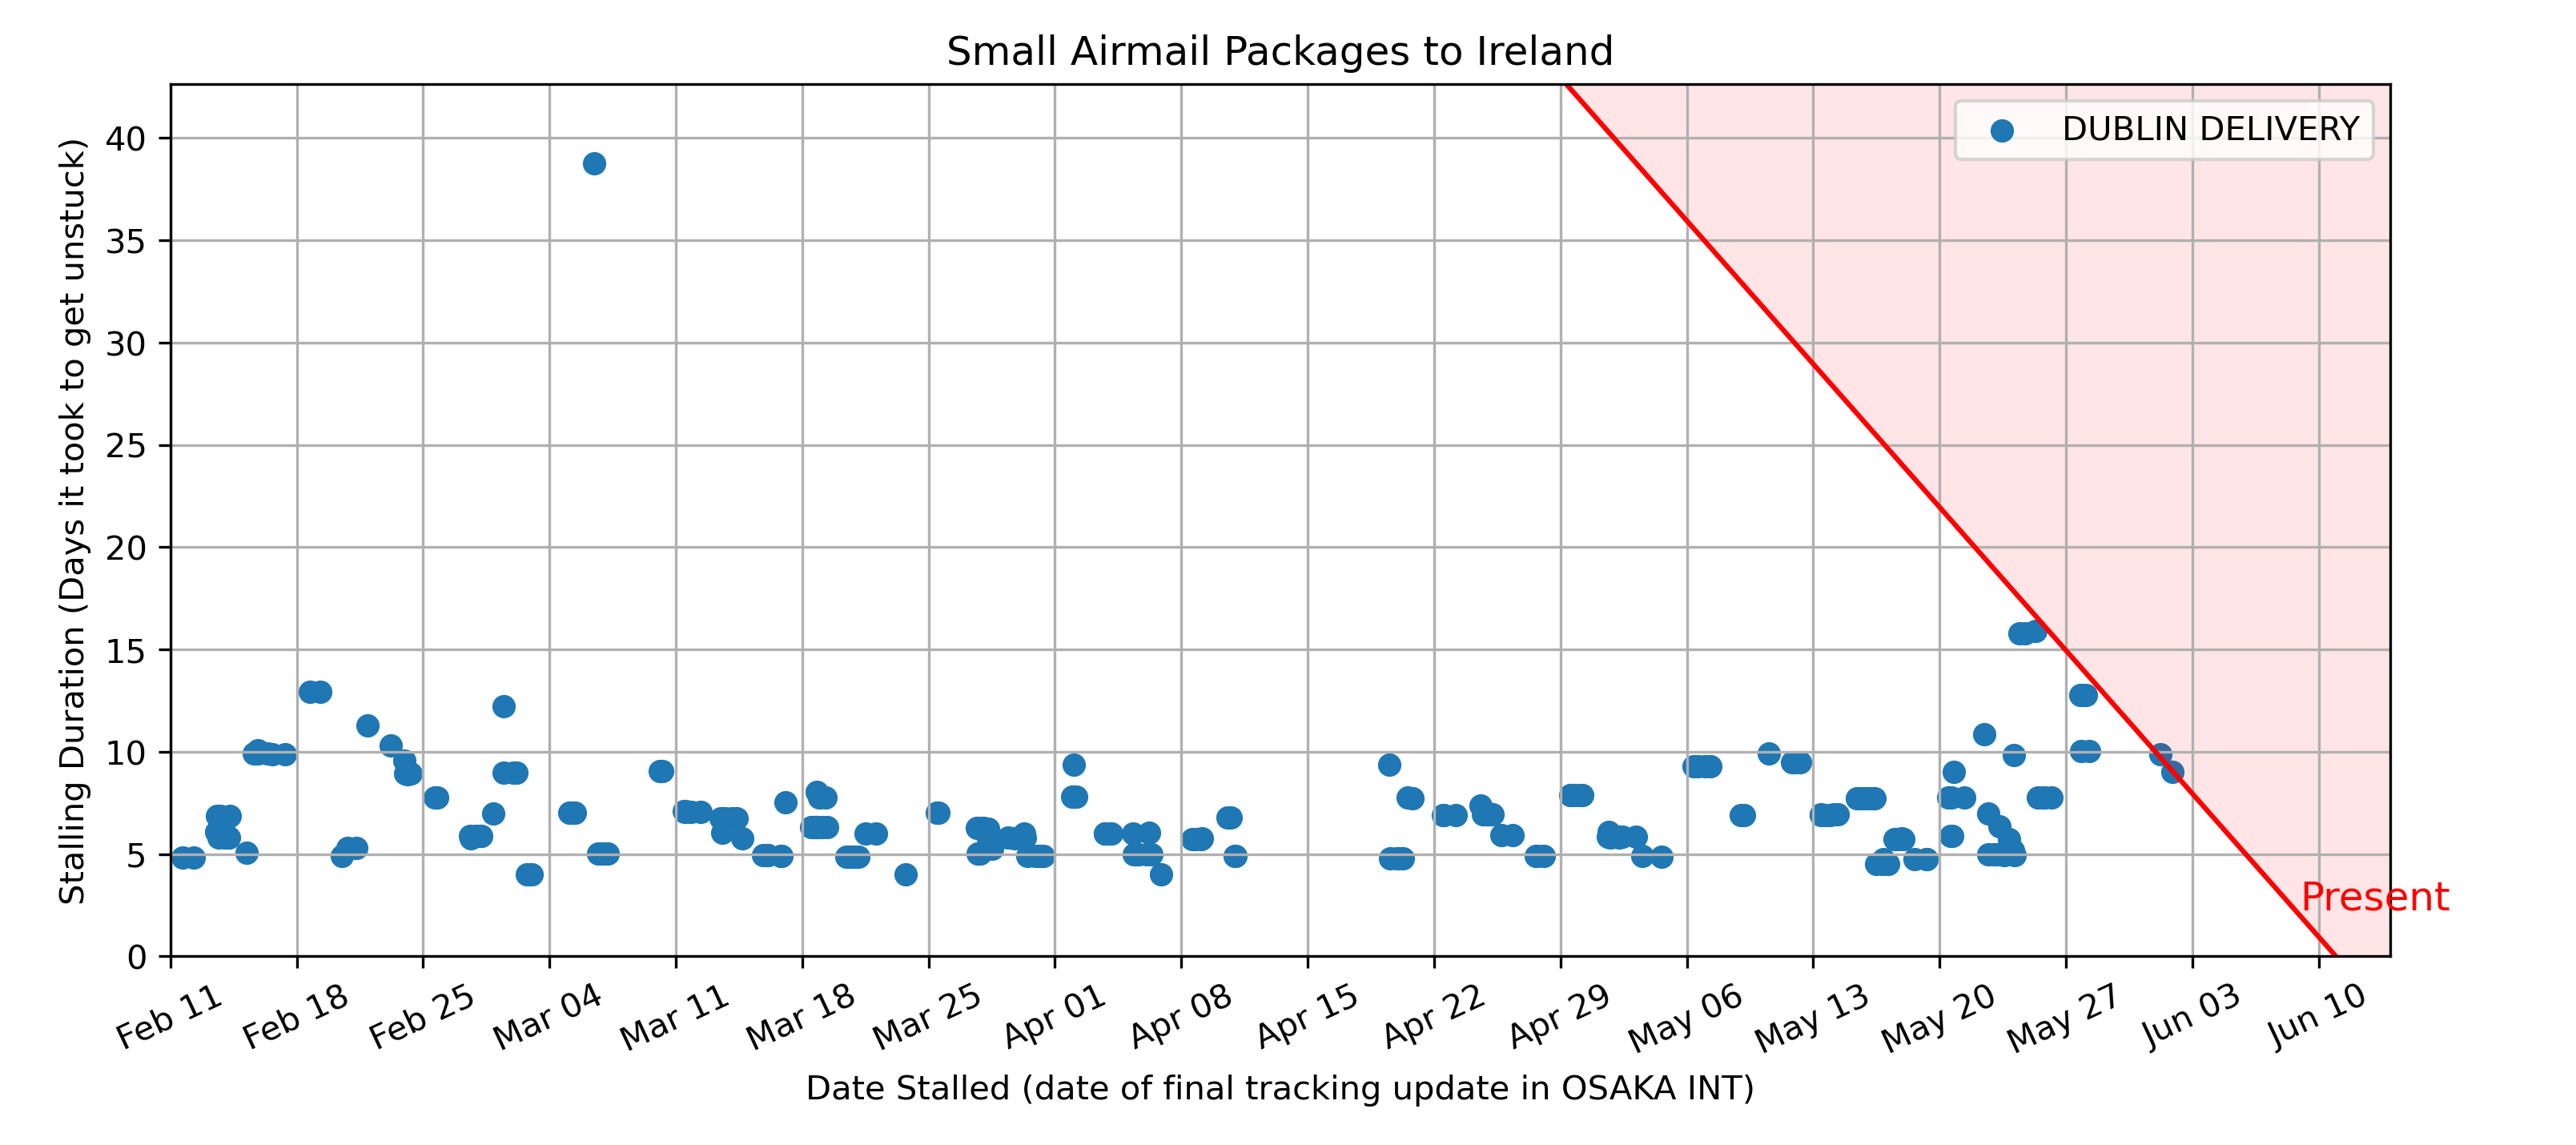 Small Airmail Packages to Ireland
DUBLIN DELIVERY
Stalling Duration (Days it took to get unstuck)
40
35
30
25
20
15
10
5
0
Present
Feb 11 Feb 18 Feb 25 Mar 04 Mar 11 Mar 18 Mar 25 Apr 01 Apr 08 Apr 15 Apr 22 Apr 29 May 06 May 13 May 20 May 27 Jun 03 Jun 10
Date Stalled (date of final tracking update in OSAKA INT)